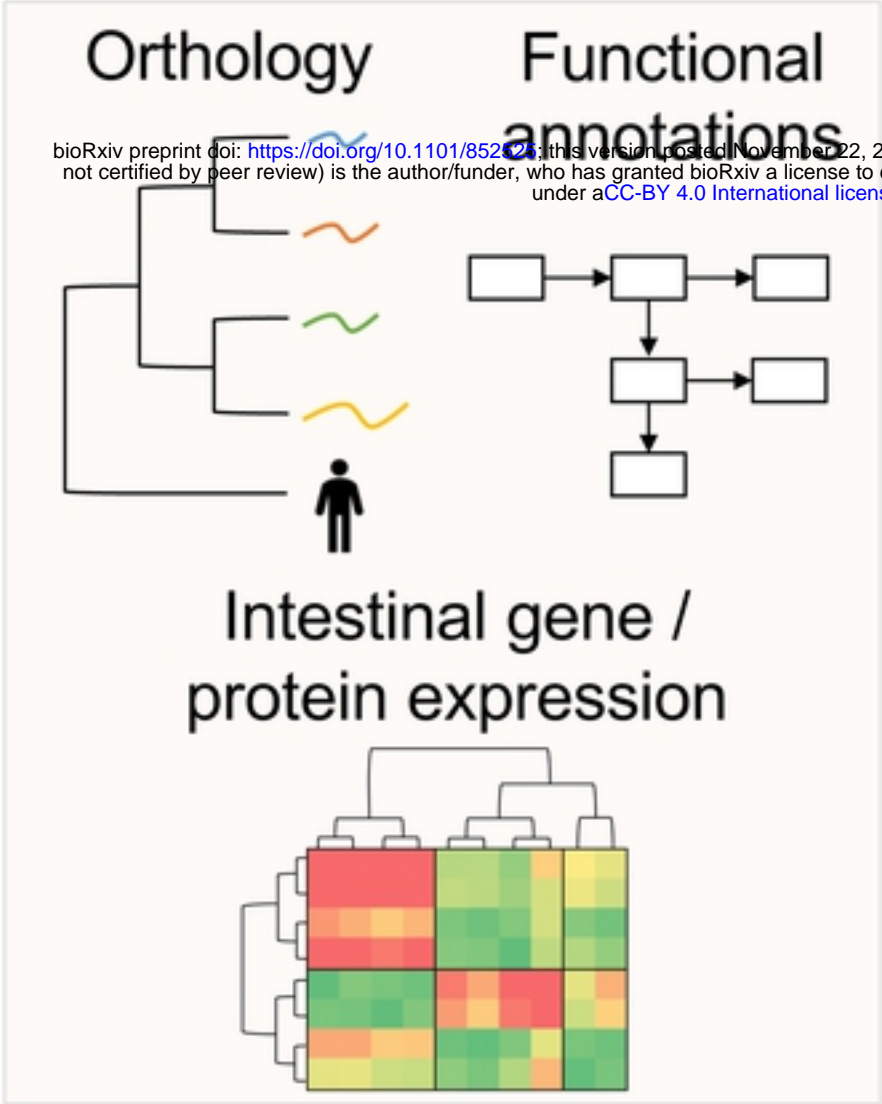 Orthology
Functional
annotations
bioRxiv preprint doi: https://doi.org/10.1101/852525; this version posted November 22, 2
not certified by peer review) is the author/funder, who has granted bioRxiv a license to
under aCC-BY 4.0 International licens
Intestinal gene /
protein expression